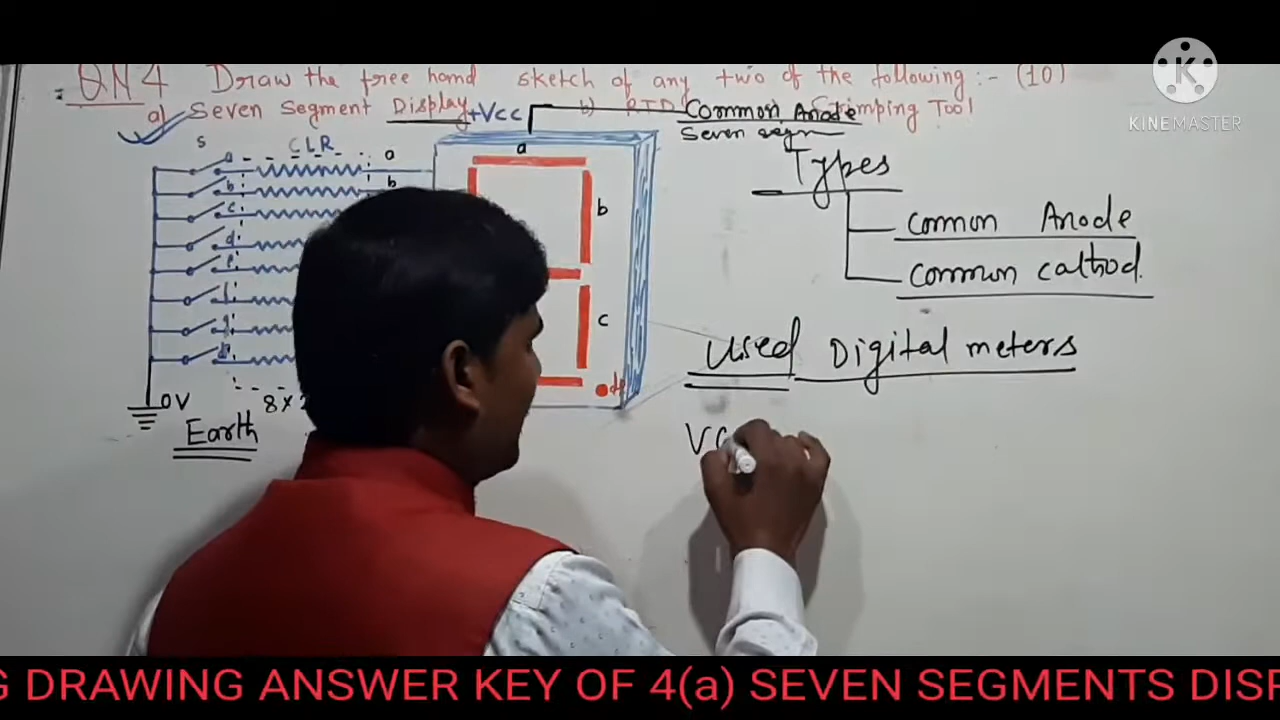 QN 4 Draw the free hand sketch of any two of the following :- (10)
a) Seven Segment Display b) RTD Crimping Tool
+Vcc Common Anode
Seven segm
S CLR
a a a
b b b
c
d
f
g
c
dp
0V
8X
Earth
Types
Common Anode
Common Cathod.
Used Digital meters
VC
KINEMASTER
G DRAWING ANSWER KEY OF 4(a) SEVEN SEGMENTS DISP